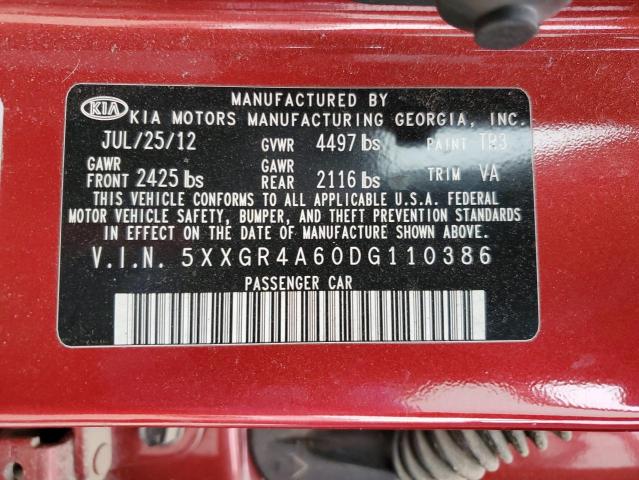 MANUFACTURED BY
KIA KIA MOTORS MANUFACTURING GEORGIA, INC.
JUL/25/12 GVWR 4497 lbs PAINT TR3
GAWR FRONT 2425 lbs GAWR REAR 2116 lbs TRIM VA
THIS VEHICLE CONFORMS TO ALL APPLICABLE U.S.A. FEDERAL
MOTOR VEHICLE SAFETY, BUMPER, AND THEFT PREVENTION STANDARDS
IN EFFECT ON THE DATE OF MANUFACTURE SHOWN ABOVE.
V.I.N. 5XXGR4A60DG110386
PASSENGER CAR